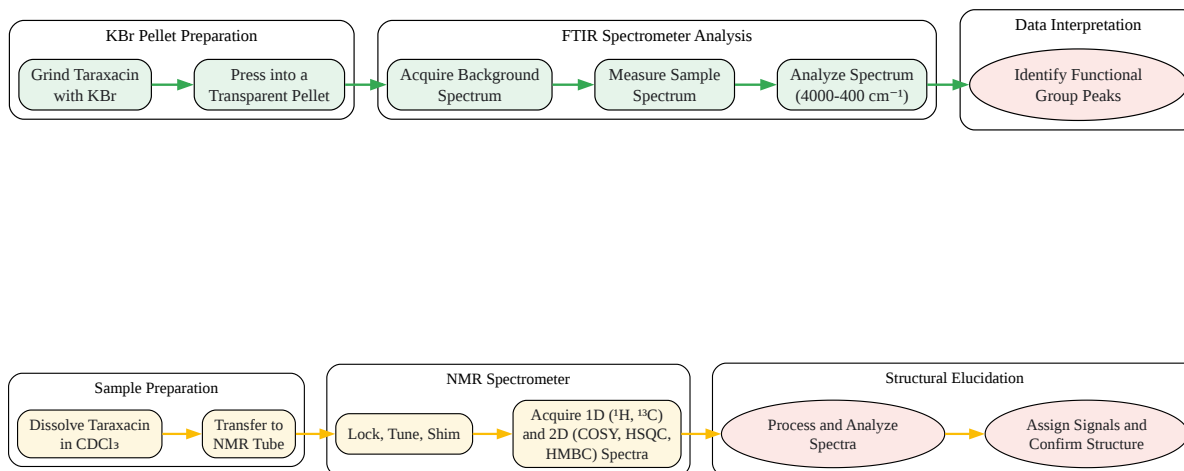 KBr Pellet Preparation
Grind Taraxacin
with KBr
Press into a
Transparent Pellet
FTIR Spectrometer Analysis
Acquire Background
Spectrum
Measure Sample
Spectrum
Analyze Spectrum
(4000-400 cm⁻¹)
Data Interpretation
Identify Functional
Group Peaks
Sample Preparation
Dissolve Taraxacin
in CDCl₃
Transfer to
NMR Tube
NMR Spectrometer
Lock, Tune, Shim
Acquire 1D (¹H, ¹³C)
and 2D (COSY, HSQC,
HMBC) Spectra
Structural Elucidation
Process and Analyze
Spectra
Assign Signals and
Confirm Structure